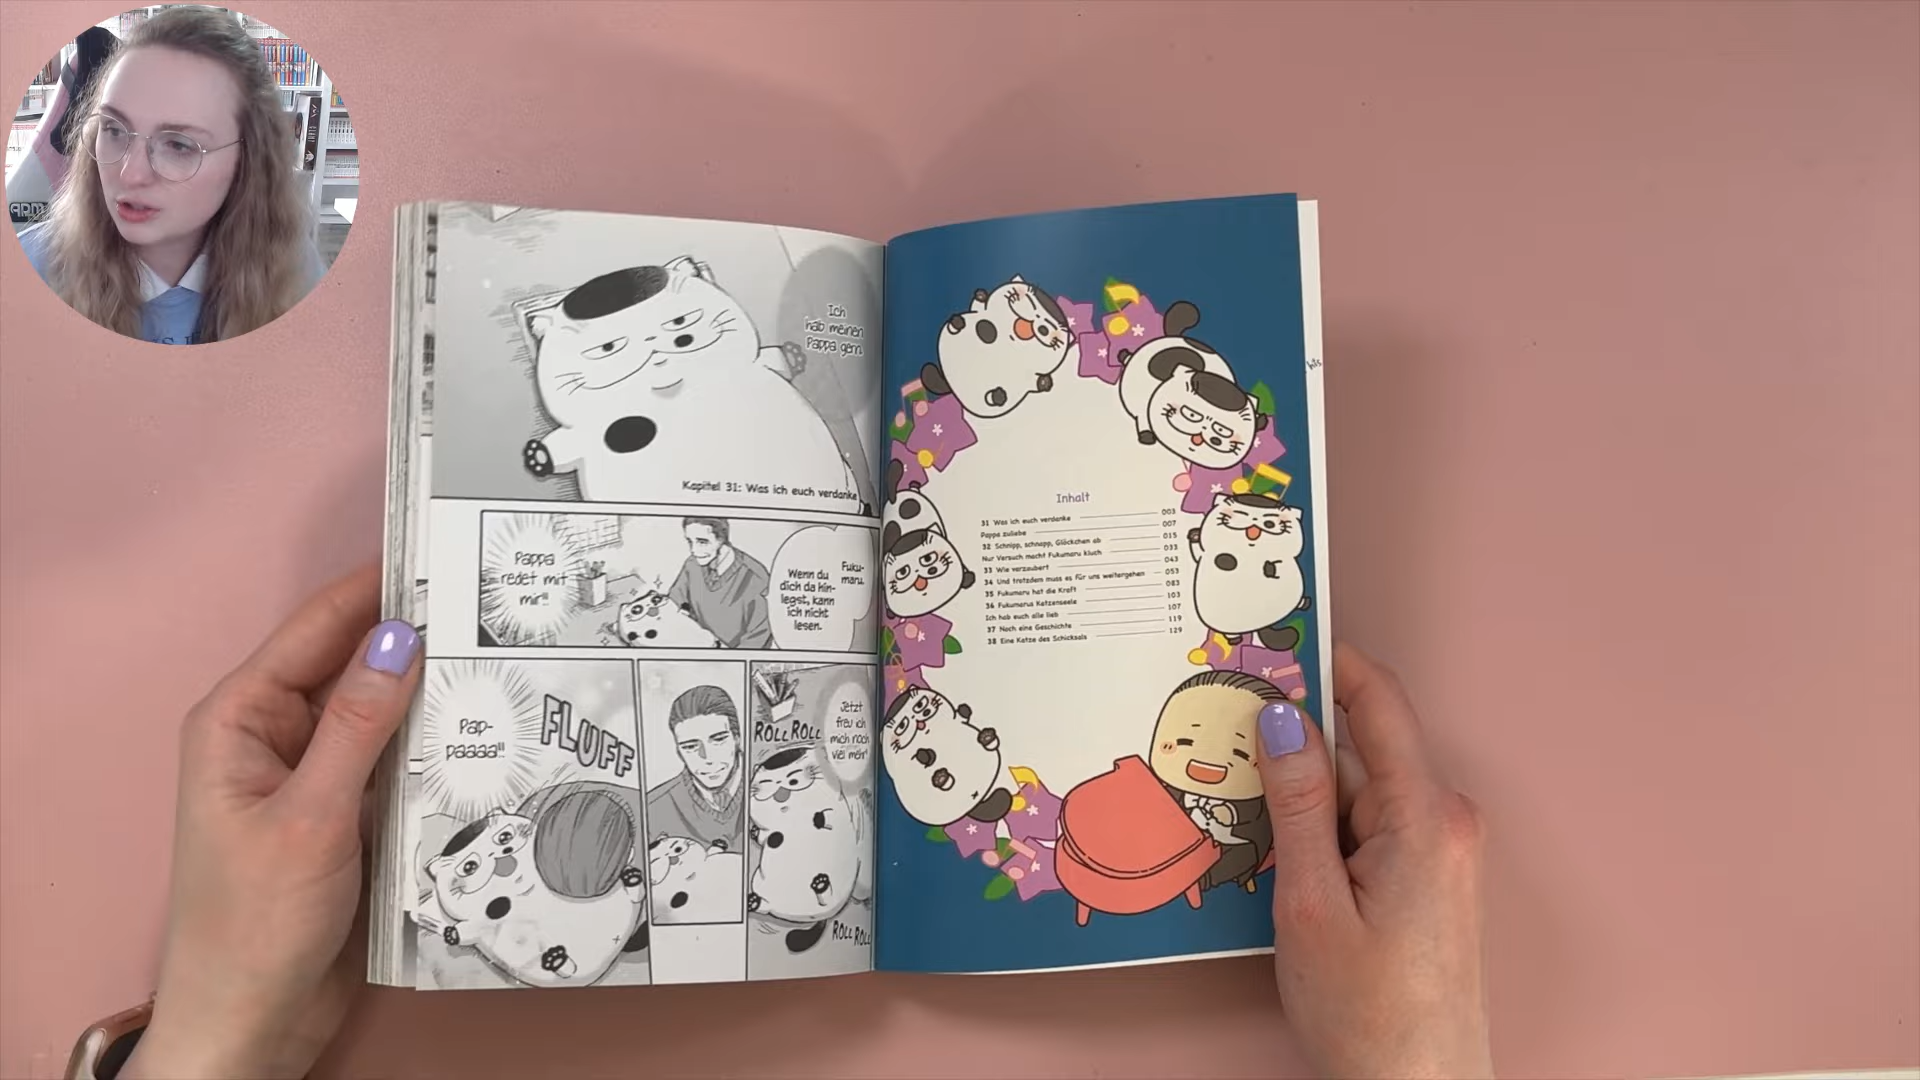 Ich
hab meinen
Pappa gern.
Kapitel 31: Was ich euch verdanke
Fuku-
maru.
Wenn du
dich da hin-
legst, kann
ich nicht
lesen.
Pappa
redet mit
mir!!
Jetzt
freu ich
mich noch
viel mehr!
ROLL ROLL
FLUFF
Pap-
paaaa!!
ROLL ROLL
Inhalt
31 Was ich euch verdanke 003
Pappa zuliebe 007
32 Schnipp, schnapp, Glöckchen ab 015
Nur Versuch macht Fukumaru kluch 033
33 Wie verzaubert 043
34 Und trotzdem muss es für uns weitergehen 053
35 Fukumaru hat die Kraft 083
36 Fukumarus Katzenseele 103
Ich hab euch alle lieb 107
37 Noch eine Geschichte 119
38 Eine Katze des Schicksals 129